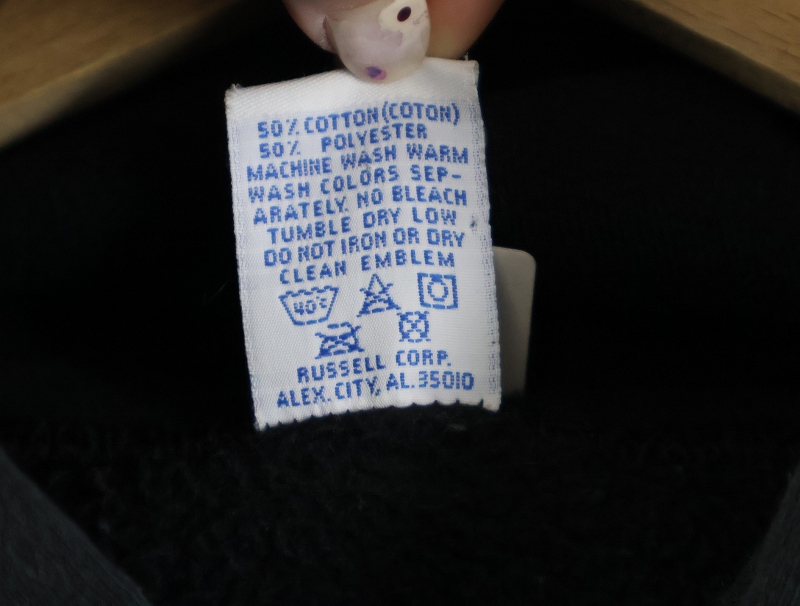 50% COTTON (COTON)
50% POLYESTER
MACHINE WASH WARM
WASH COLORS SEP-
ARATELY. NO BLEACH
TUMBLE DRY LOW
DO NOT IRON OR DRY
CLEAN EMBLEM
40°C
RUSSELL CORP.
ALEX. CITY, AL. 35010